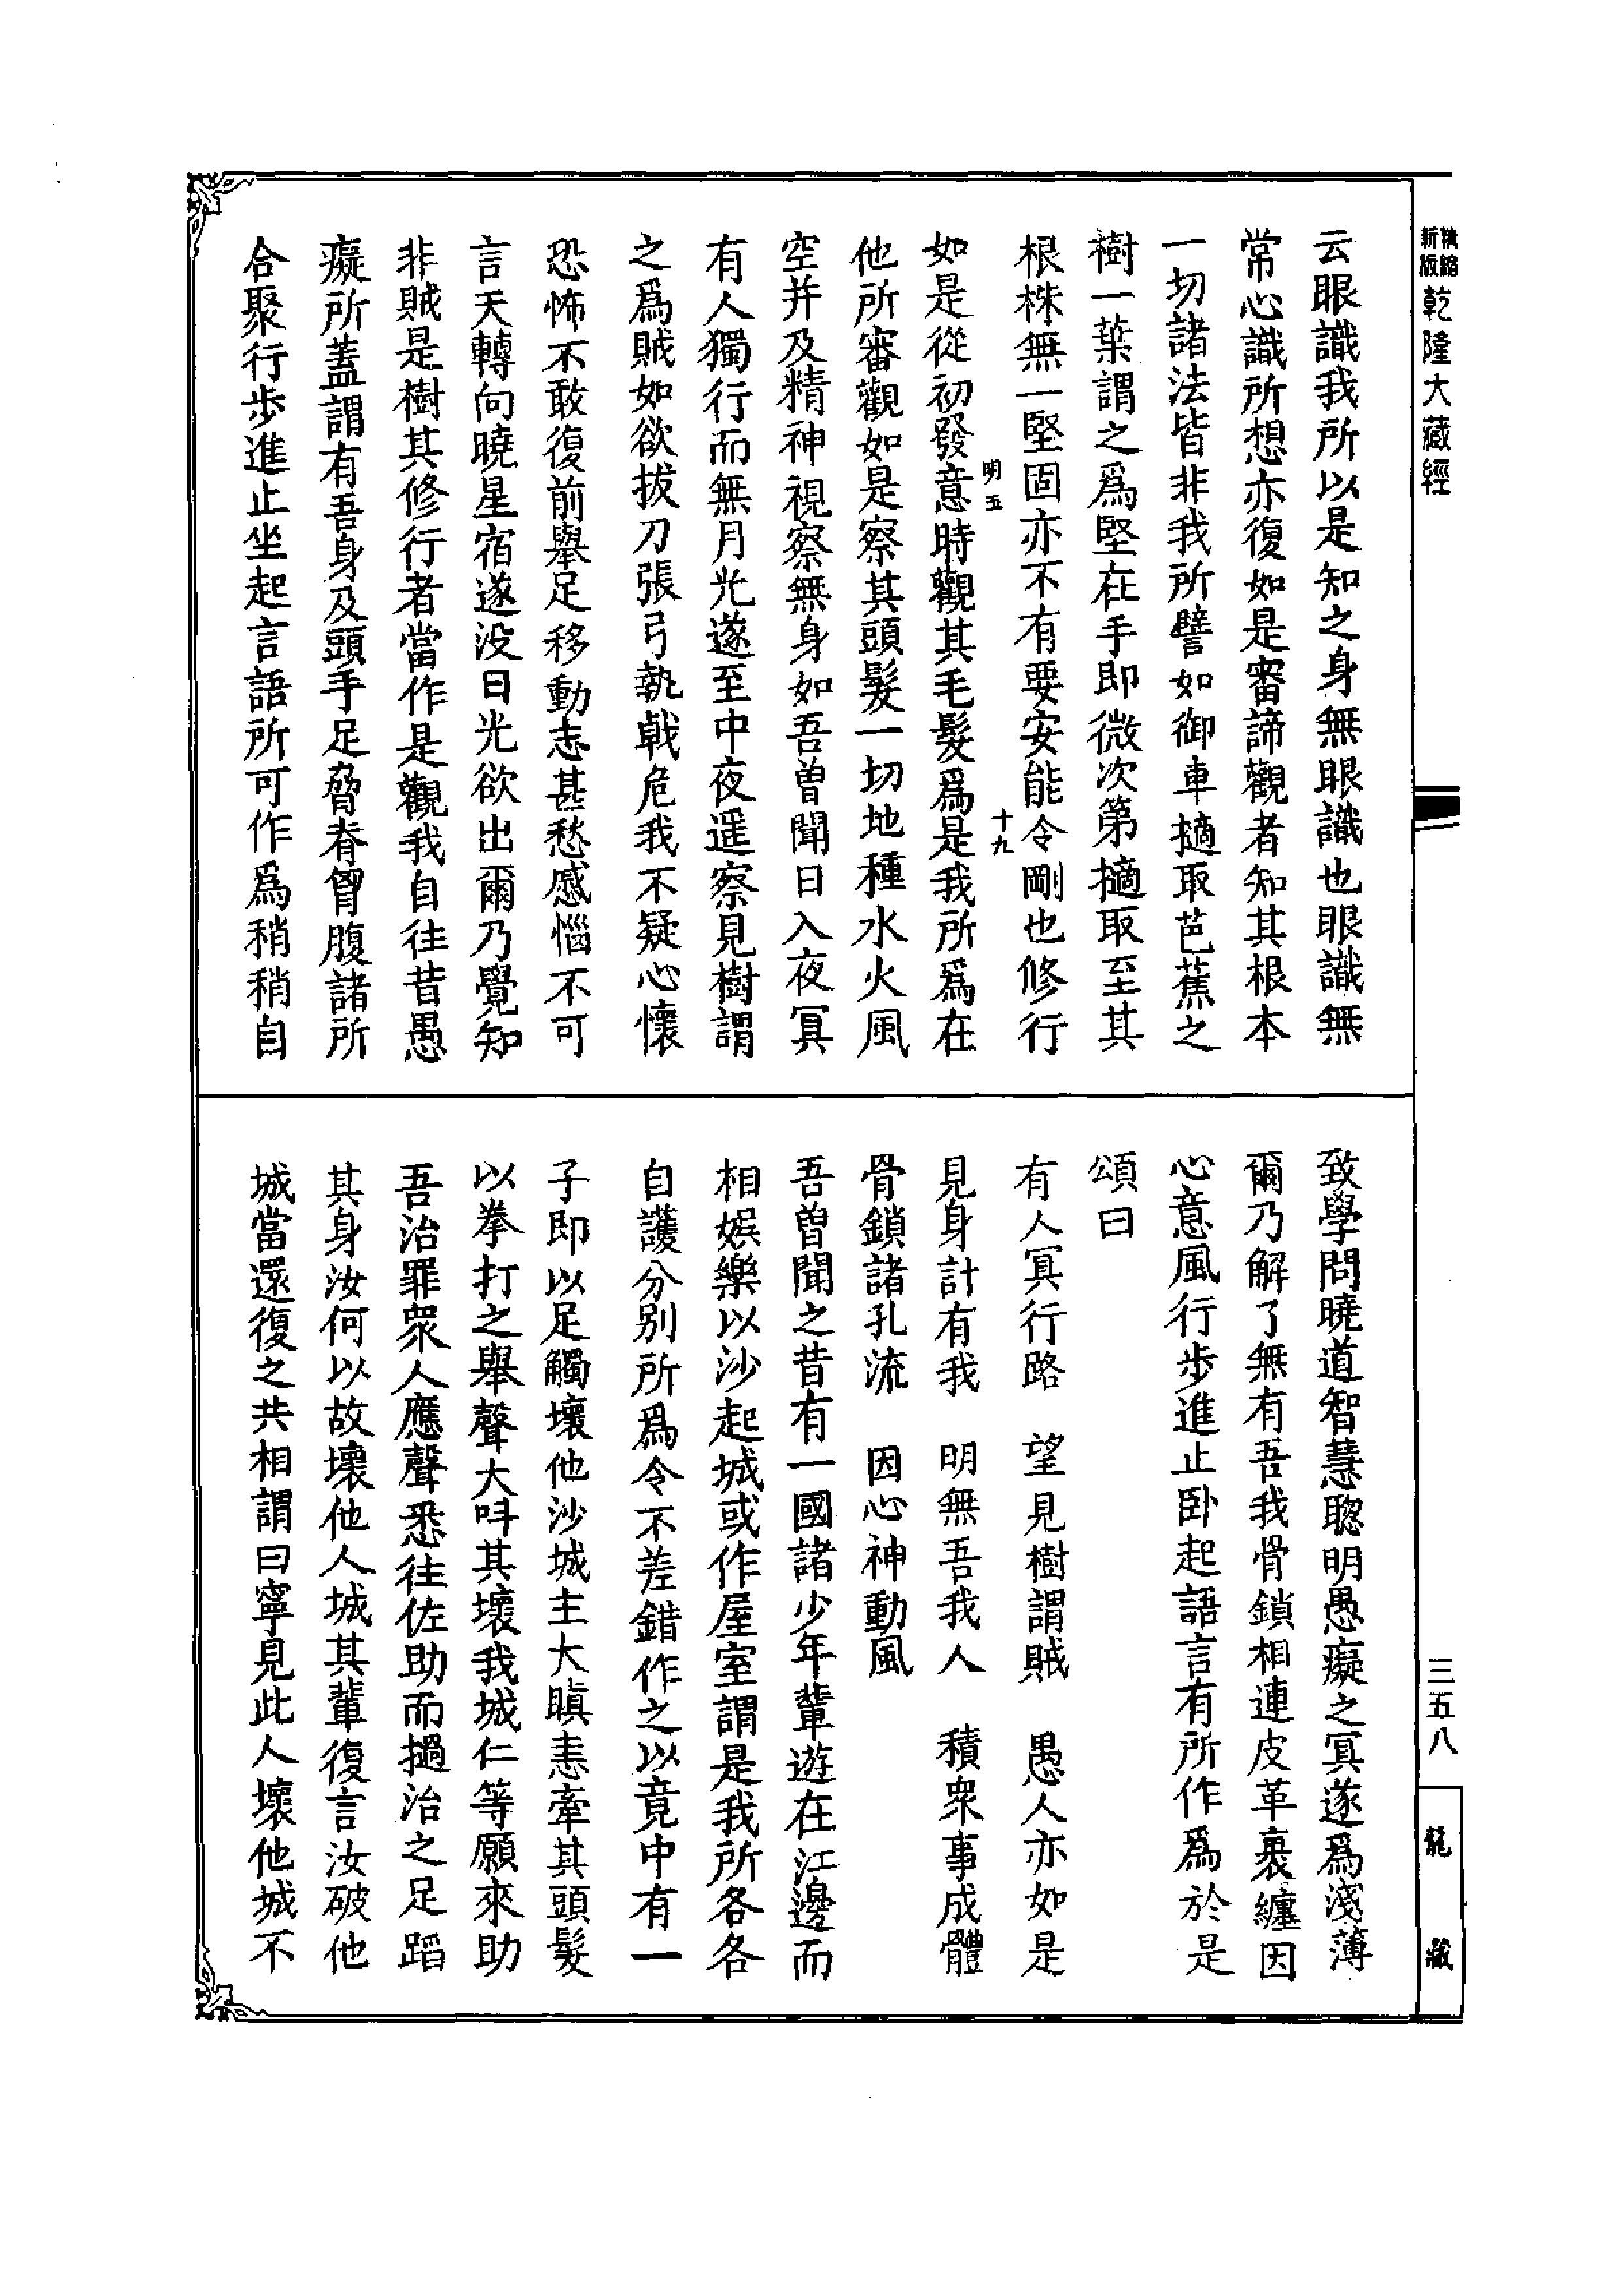 新版 乾隆大藏經
云眼識我所以是知之身無眼識也眼識無
常心識所想亦復如是審諦觀者知其根本
一切諸法皆非我所譬如御車擿取芭蕉之
樹一葉謂之爲堅在手即微次第擿取至其
根株無一堅固亦不有要安能令剛也修行
明五
十九
如是從初發意時觀其毛髮爲是我所爲在
他所審觀如是察其頭髮一切地種水火風
空并及精神視察無身如吾曾聞日入夜冥
有人獨行而無月光遂至中夜遥察見樹謂
之爲賊如欲拔刀張弓執戟危我不疑心懷
恐怖不敢復前舉足移動志甚愁慼惱不可
言天轉向曉星宿遂没日光欲出爾乃覺知
非賊是樹其修行者當作是觀我自往昔愚
癡所蓋謂有吾身及頭手足脅脊胷腹諸所
合聚行步進止坐起言語所可作爲稍稍自
致學問曉道智慧聰明愚癡之冥遂爲淺薄
爾乃解了無有吾我骨鎖相連皮革裹纏因
心意風行步進止卧起語言有所作爲於是
頌曰
有人冥行路　望見樹謂賊　愚人亦如是
見身計有我　明無吾我人　積衆事成體
骨鎖諸孔流　因心神動風
吾曾聞之昔有一國諸少年輩遊在江邊而
相娛樂以沙起城或作屋室謂是我所各各
自護分别所爲令不差錯作之以竟中有一
子即以足觸壞他沙城主大瞋恚牽其頭髮
以拳打之舉聲大呌其壞我城仁等願來助
吾治罪衆人應聲悉往佐助而撾治之足蹈
其身汝何以故壞他人城其輩復言汝破他
城當還復之共相謂曰寧見此人壞他城不
三五八
龍藏